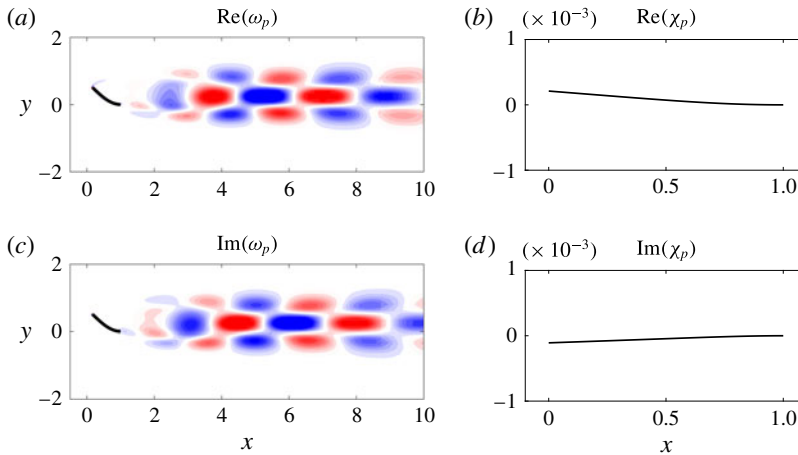 (a) Re(ωₚ)
2
y 0
−2
0 2 4 6 8 10
(b) (× 10⁻³) Re(χₚ)
1
0
−1
0 0.5 1.0
(c) Im(ωₚ)
2
y 0
−2
0 2 4 6 8 10
x
(d) (× 10⁻³) Im(χₚ)
1
0
−1
0 0.5 1.0
x